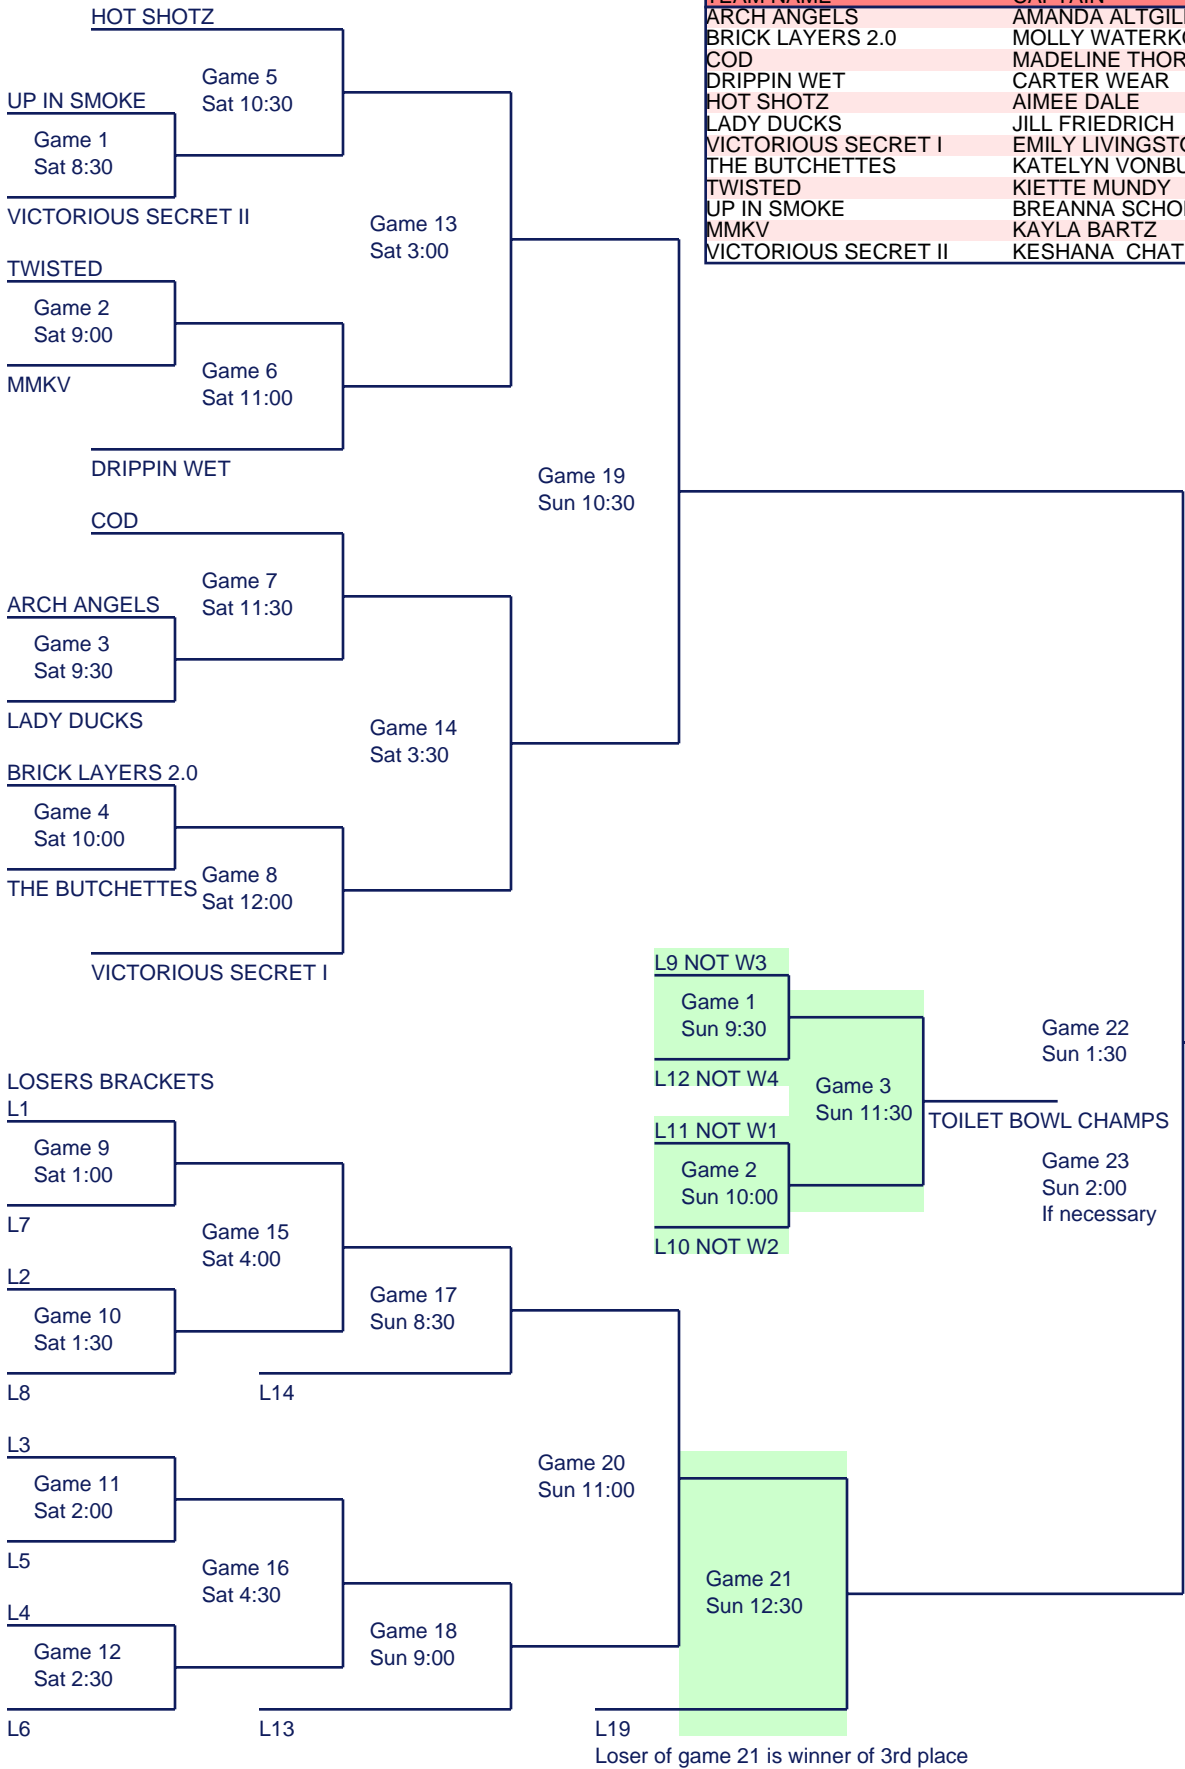 HOT SHOTZ
Game 5
Sat 10:30
UP IN SMOKE
Game 1
Sat 8:30
VICTORIOUS SECRET II
Game 13
Sat 3:00
TWISTED
Game 2
Sat 9:00
MMKV
Game 6
Sat 11:00
DRIPPIN WET
Game 19
Sun 10:30
COD
Game 7
Sat 11:30
ARCH ANGELS
Game 3
Sat 9:30
LADY DUCKS
Game 14
Sat 3:30
BRICK LAYERS 2.0
Game 4
Sat 10:00
THE BUTCHETTES
Game 8
Sat 12:00
VICTORIOUS SECRET I
ARCH ANGELS AMANDA
BRICK LAYERS 2.0 MOLLY
COD MADELINE
DRIPPIN WET CARTER WEAR
HOT SHOTZ AIMEE DALE
LADY DUCKS JILL FRIEDRICH
VICTORIOUS SECRET I EMILY
THE BUTCHETTES KATELYN
TWISTED KIETTE MUNDY
UP IN SMOKE BREANNA
MMKV KAYLA BARTZ
VICTORIOUS SECRET II KESHANA
L9 NOT W3
Game 1
Sun 9:30
L12 NOT W4
Game 3
Sun 11:30
L11 NOT W1
Game 2
Sun 10:00
L10 NOT W2
TOILET BOWL CHAMPS
Game 22
Sun 1:30
Game 23
Sun 2:00
If necessary
LOSERS BRACKETS
L1
Game 9
Sat 1:00
L7
Game 15
Sat 4:00
L2
Game 10
Sat 1:30
L8
Game 17
Sun 8:30
L14
L3
Game 11
Sat 2:00
L5
Game 16
Sat 4:30
L4
Game 12
Sat 2:30
L6
Game 18
Sun 9:00
L13
Game 20
Sun 11:00
Game 21
Sun 12:30
L19
Loser of game 21 is winner of 3rd place